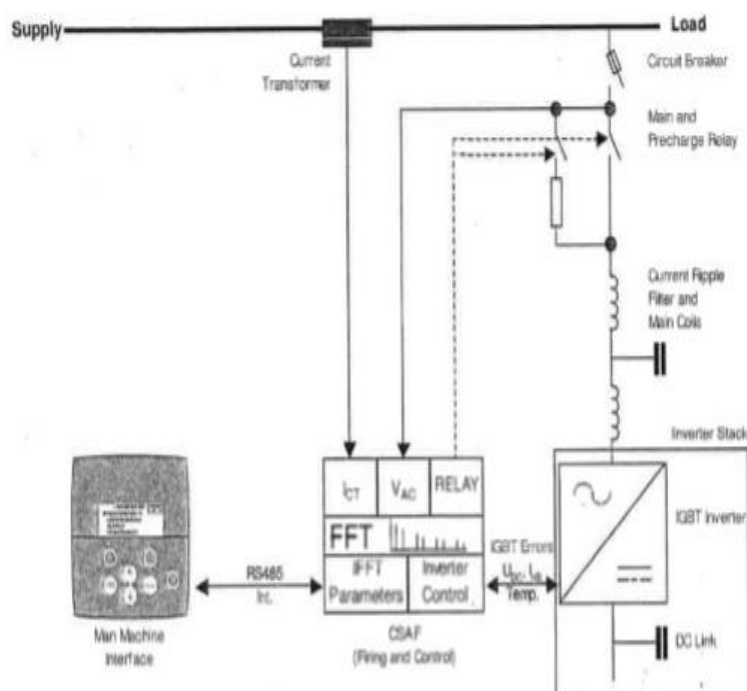 Supply
Load
Current
Transformer
Circuit Breaker
Main and
Precharge Relay
Current Ripple
Filter and
Main Coils
Inverter Stack
ICT
VAC
RELAY
FFT
IFFT
Parameters
Inverter
Control
IGBT Errors
Temp.
IGBT Inverter
RS485
Int.
DC Link
CSAF
(Firing and Control)
Man Machine
Interface